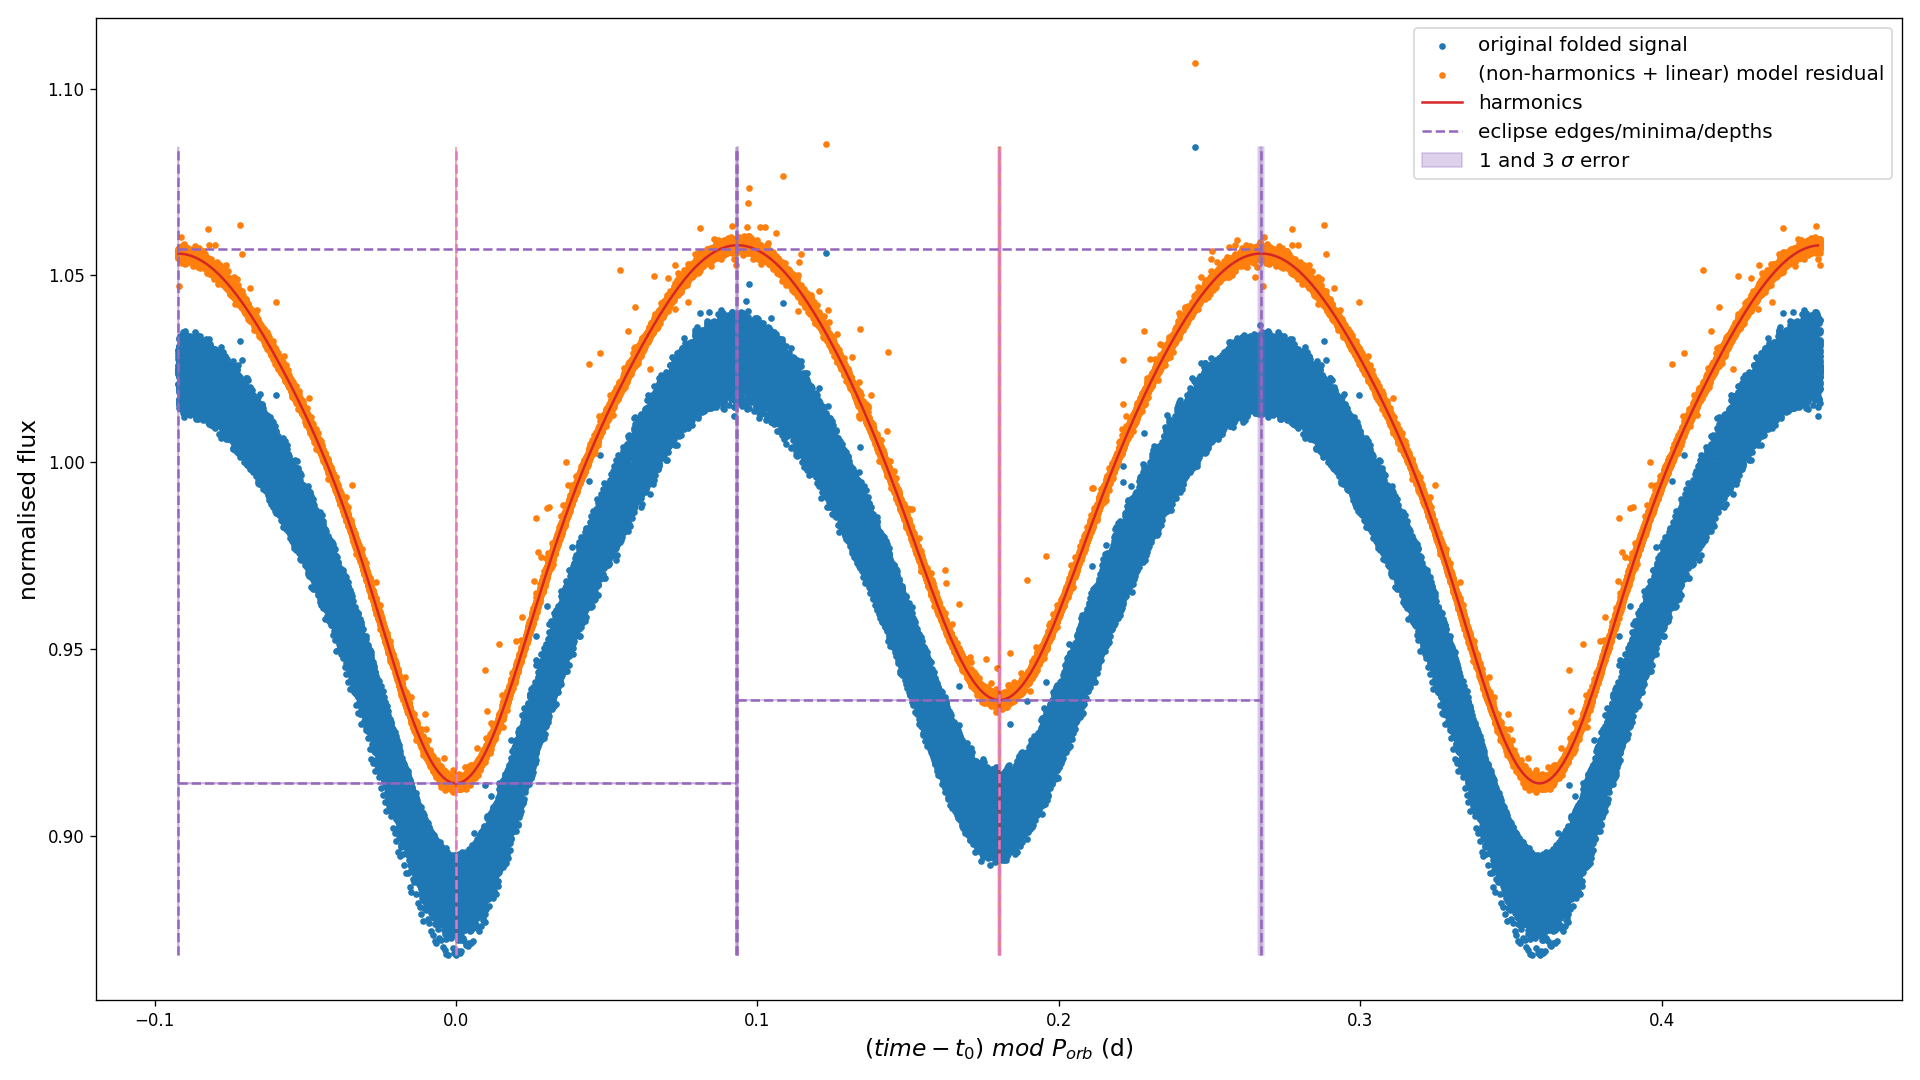 original folded signal
(non-harmonics + linear) model residual
harmonics
eclipse edges/minima/depths
1 and 3 σ error
normalised flux
1.10
1.05
1.00
0.95
0.90
−0.1
0.0
0.1
0.2
0.3
0.4
(time − t₀) mod Pₒᵣb (d)